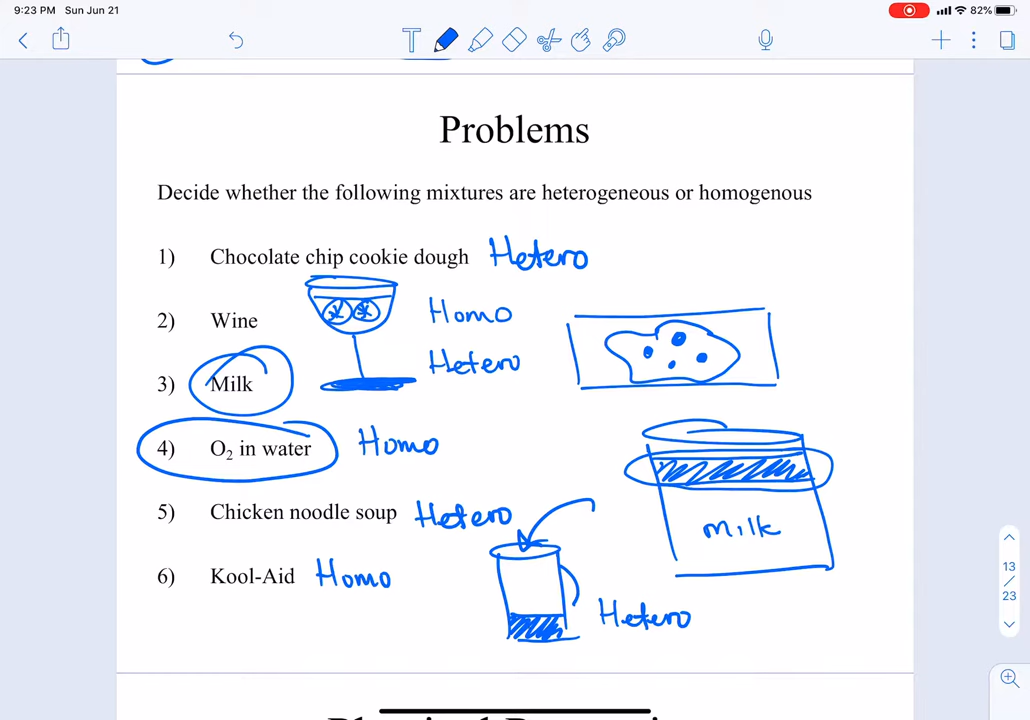 9:23 PM Sun Jun 21
82%
T
Problems
Decide whether the following mixtures are heterogeneous or homogenous
1) Chocolate chip cookie dough Hetero
2) Wine Homo
Hetero
3) Milk
4) O₂ in water Homo
5) Chicken noodle soup Hetero
6) Kool-Aid Homo
Milk
Hetero
13
/
23